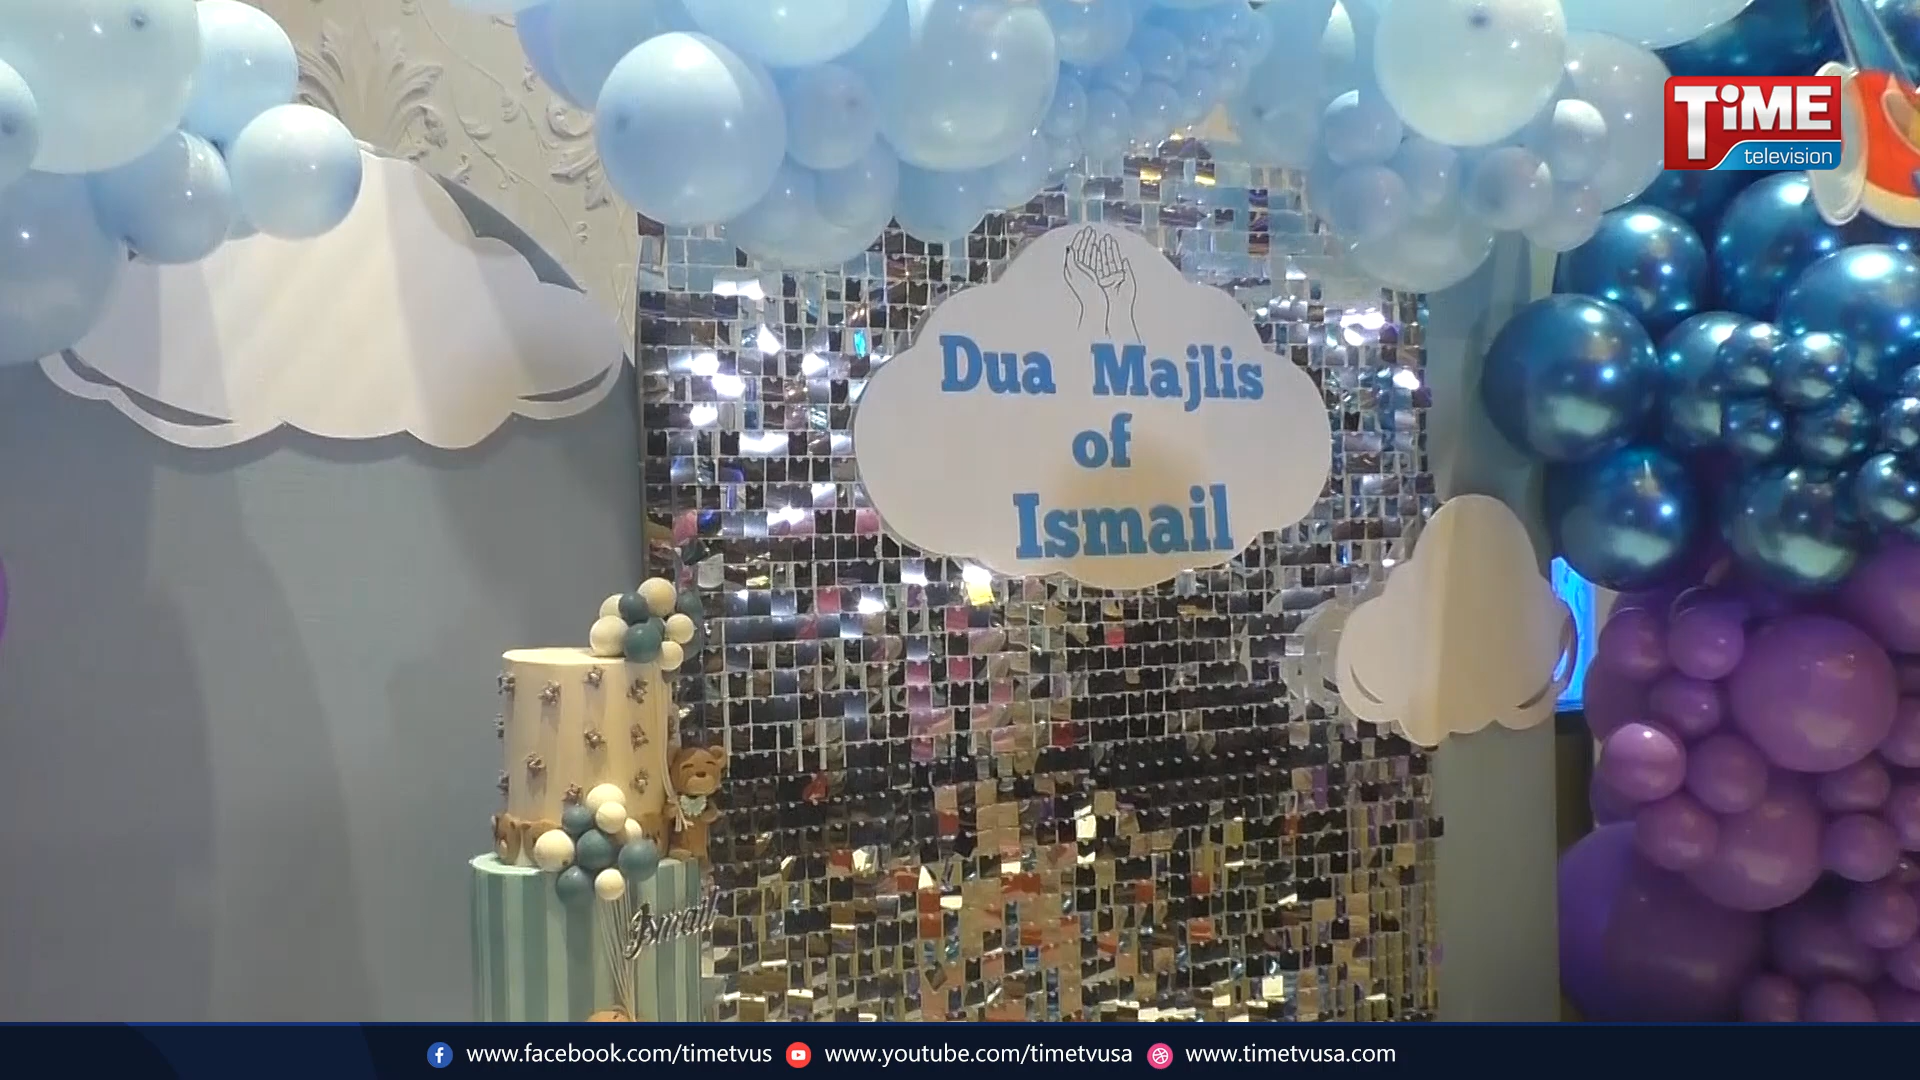 TiME
television
Dua Majlis
of
Ismail
Ismail
www.facebook.com/timetvus
www.youtube.com/timetvusa
www.timetvusa.com